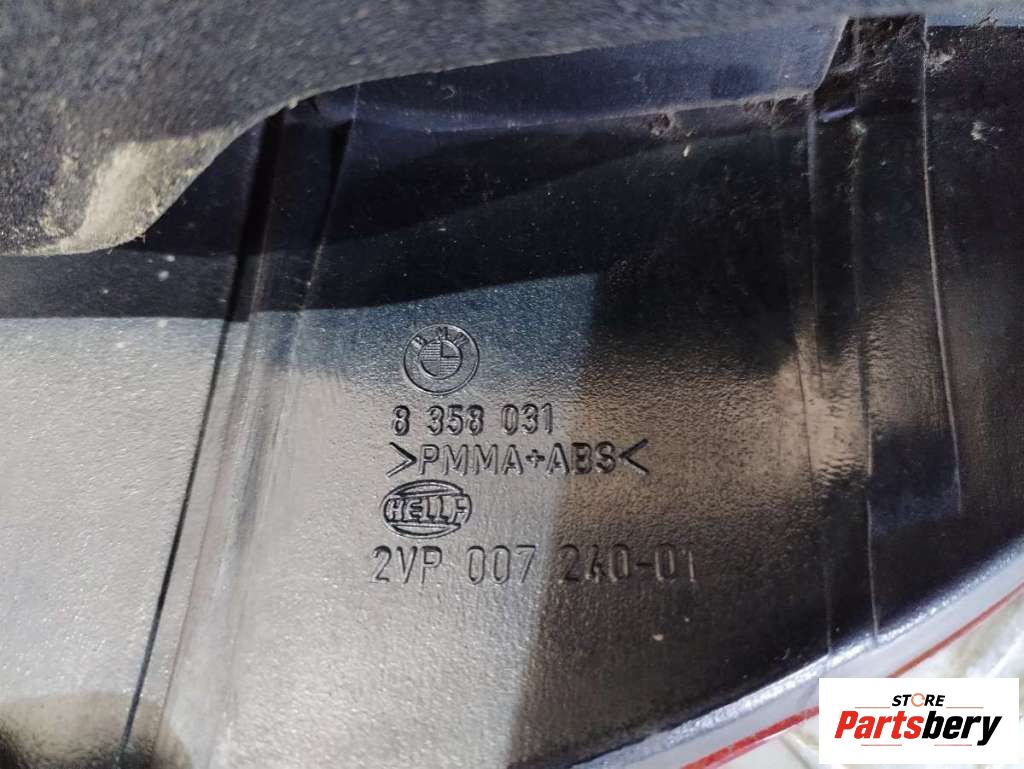 BMW
8 358 031
>PMMA+ABS<
HELLA
2VP 007 240-01
STORE
Partsbery